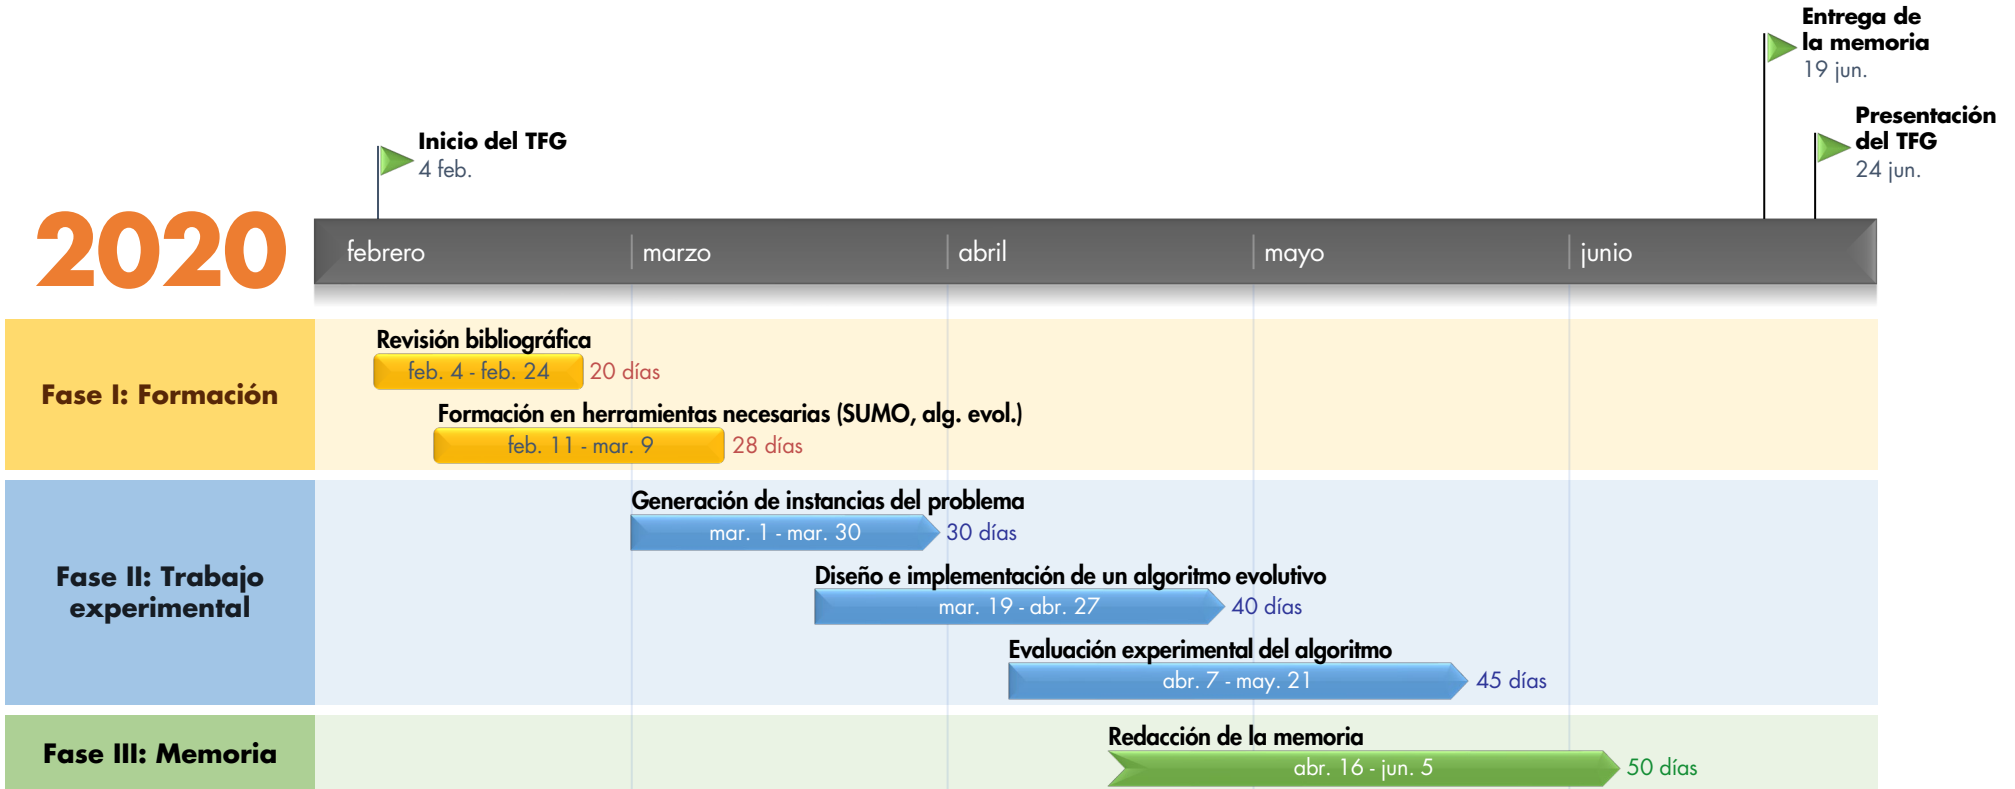 Entrega de
la memoria
19 jun.
Presentación
del TFG
24 jun.
Inicio del TFG
4 feb.
2020
febrero
marzo
abril
mayo
junio
Fase I: Formación
Revisión bibliográfica
feb. 4 - feb. 24
20 días
Formación en herramientas necesarias (SUMO, alg. evol.)
feb. 11 - mar. 9
28 días
Fase II: Trabajo
experimental
Generación de instancias del problema
mar. 1 - mar. 30
30 días
Diseño e implementación de un algoritmo evolutivo
mar. 19 - abr. 27
40 días
Evaluación experimental del algoritmo
abr. 7 - may. 21
45 días
Fase III: Memoria
Redacción de la memoria
abr. 16 - jun. 5
50 días